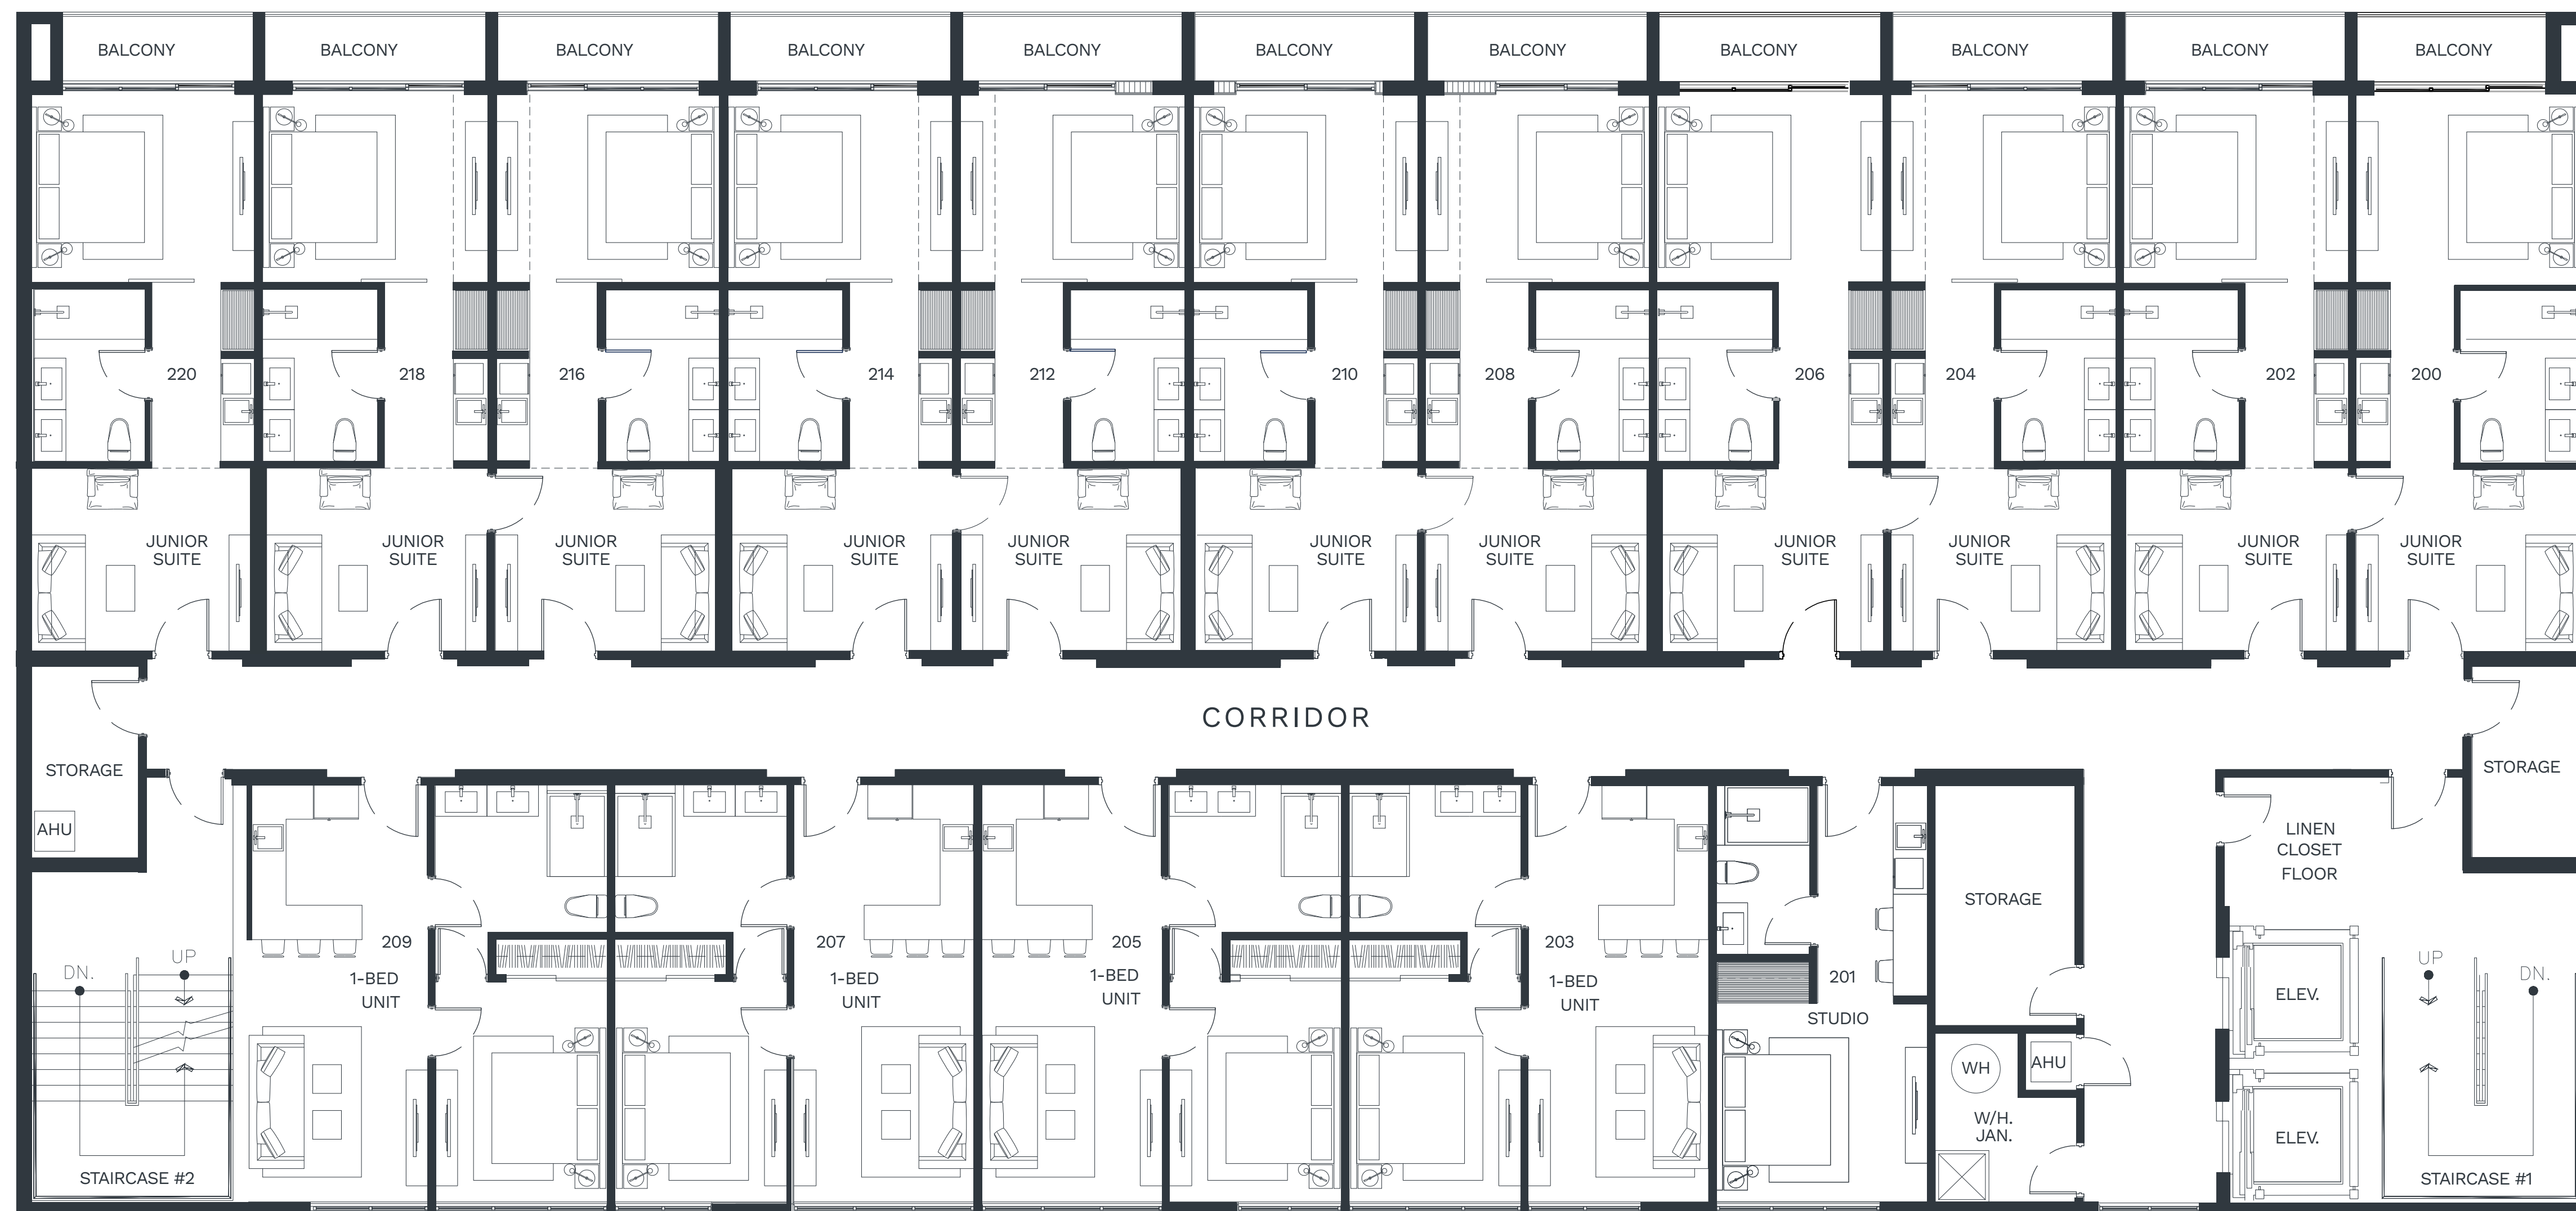 BALCONY
BALCONY
BALCONY
BALCONY
BALCONY
BALCONY
BALCONY
BALCONY
BALCONY
BALCONY
BALCONY
220
218
216
214
212
210
208
206
204
202
200
JUNIOR
SUITE
JUNIOR
SUITE
JUNIOR
SUITE
JUNIOR
SUITE
JUNIOR
SUITE
JUNIOR
SUITE
JUNIOR
SUITE
JUNIOR
SUITE
JUNIOR
SUITE
JUNIOR
SUITE
JUNIOR
SUITE
CORRIDOR
STORAGE
AHU
DN.
UP
STAIRCASE #2
209
1-BED
UNIT
207
1-BED
UNIT
205
1-BED
UNIT
203
1-BED
UNIT
201
STUDIO
STORAGE
WH
AHU
W/H.
JAN.
LINEN
CLOSET
FLOOR
ELEV.
ELEV.
STORAGE
UP
DN.
STAIRCASE #1